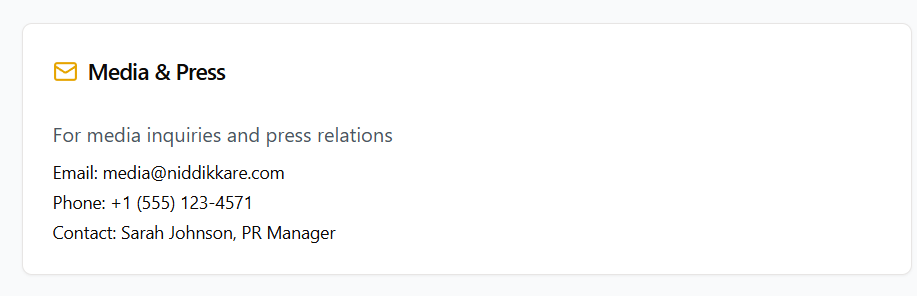 Media & Press
For media inquiries and press relations
Email: media@niddikkare.com
Phone: +1 (555) 123-4571
Contact: Sarah Johnson, PR Manager